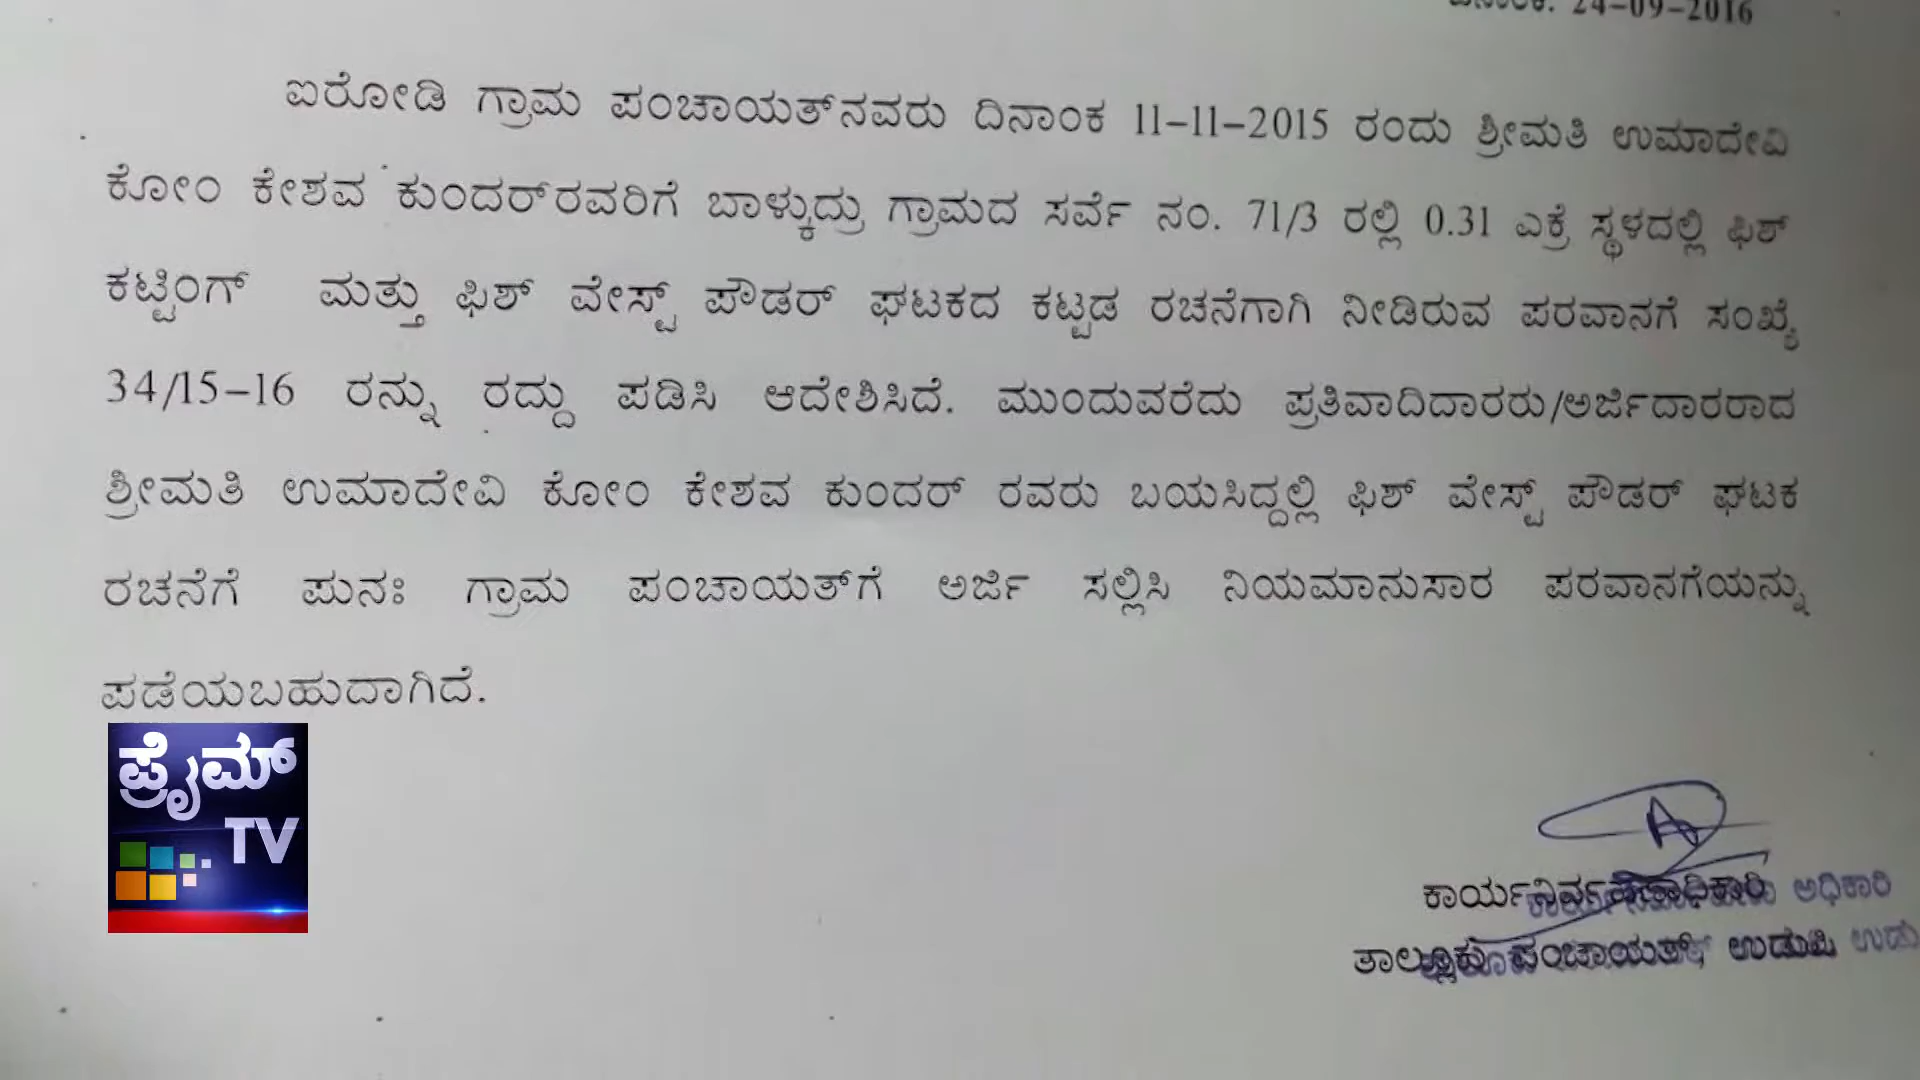 ದಿನಾಂಕ: 24-09-2016
ಐರೋಡಿ ಗ್ರಾಮ ಪಂಚಾಯತ್‌ನವರು ದಿನಾಂಕ 11-11-2015 ರಂದು ಶ್ರೀಮತಿ ಉಮಾದೇವಿ
ಕೋಂ ಕೇಶವ ಕುಂದರ್‌ರವರಿಗೆ ಬಾಳ್ಕುದ್ರು ಗ್ರಾಮದ ಸರ್ವೆ ನಂ. 71/3 ರಲ್ಲಿ 0.31 ಎಕ್ರೆ ಸ್ಥಳದಲ್ಲಿ ಫಿಶ್
ಕಟ್ಟಿಂಗ್ ಮತ್ತು ಫಿಶ್ ವೇಸ್ಟ್ ಪೌಡರ್ ಘಟಕದ ಕಟ್ಟಡ ರಚನೆಗಾಗಿ ನೀಡಿರುವ ಪರವಾನಗೆ ಸಂಖ್ಯೆ
34/15-16 ರನ್ನು ರದ್ದು ಪಡಿಸಿ ಆದೇಶಿಸಿದೆ. ಮುಂದುವರೆದು ಪ್ರತಿವಾದಿದಾರರು/ಅರ್ಜಿದಾರರಾದ
ಶ್ರೀಮತಿ ಉಮಾದೇವಿ ಕೋಂ ಕೇಶವ ಕುಂದರ್ ರವರು ಬಯಸಿದ್ದಲ್ಲಿ ಫಿಶ್ ವೇಸ್ಟ್ ಪೌಡರ್ ಘಟಕ
ರಚನೆಗೆ ಪುನಃ ಗ್ರಾಮ ಪಂಚಾಯತ್‌ಗೆ ಅರ್ಜಿ ಸಲ್ಲಿಸಿ ನಿಯಮಾನುಸಾರ ಪರವಾನಗೆಯನ್ನು
ಪಡೆಯಬಹುದಾಗಿದೆ.
ಪ್ರೈಮ್
TV
ಕಾರ್ಯನಿರ್ವಹಣಾಧಿಕಾರಿ ಅಧಿಕಾರಿ
ತಾಲ್ಲೂಕು ಪಂಚಾಯತ್, ಉಡುಪಿ